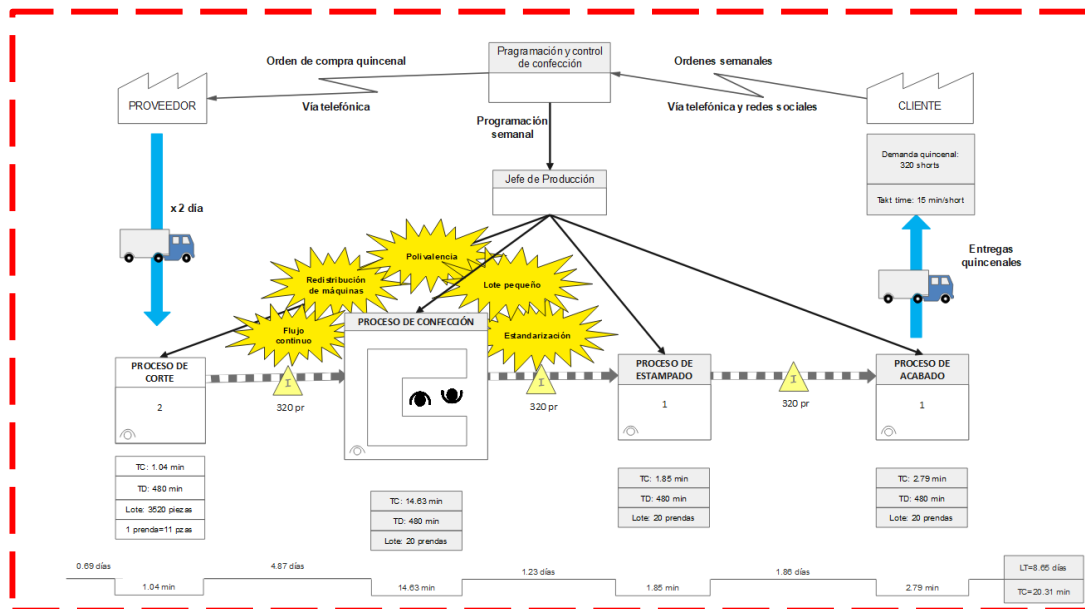 Pragramación y control
de confección
Orden de compra quincenal
Ordenes semanales
PROVEEDOR
Vía telefónica
Vía telefónica y redes sociales
CLIENTE
Programación
semanal
Demanda quincenal:
320 shorts
Takt time: 15 min/short
Jefe de Producción
x 2 dia
Polivalencia
Entregas
quincenales
Redistribución
de máquinas
Lote pequeño
PROCESO DE CONFECCIÓN
Flujo
continuo
Estandarización
PROCESO DE
CORTE
PROCESO DE
ESTAMPADO
PROCESO DE
ACABADO
I
I
I
2
320 pr
320 pr
1
320 pr
1
TC: 1.04 min
TD: 480 min
Lote: 3520 piezas
1 prenda=11 pzas
TC: 14.63 min
TD: 480 min
Lote: 20 prendas
TC: 1.85 min
TD: 480 min
Lote: 20 prendas
TC: 2.79 min
TD: 480 min
Lote: 20 prendas
0.69 días
4.87 días
1.23 días
1.86 días
LT=8.65 días
1.04 min
14.63 min
1.85 min
2.79 min
TC=20.31 min